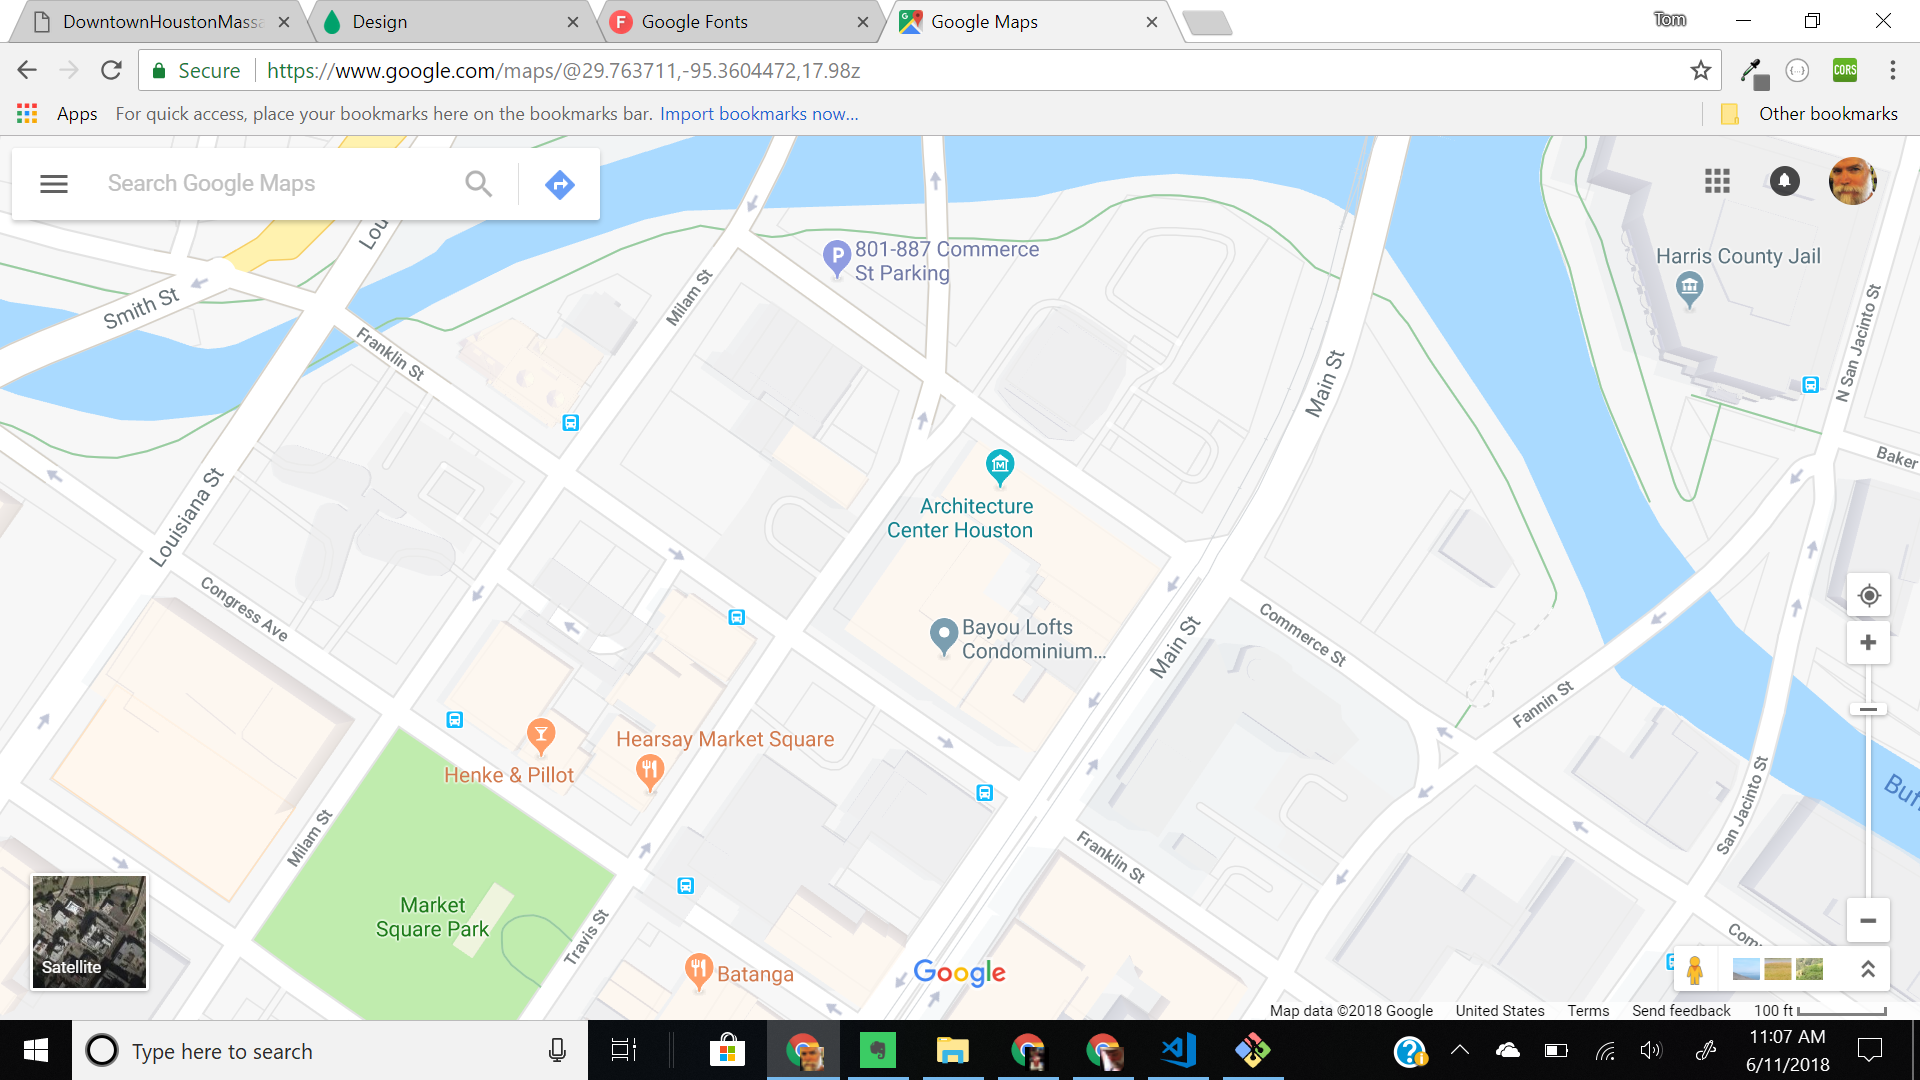 DowntownHoustonMassa
Design
Google Fonts
Google Maps
Tom
Secure
https://www.google.com/maps/@29.763711,-95.3604472,17.98z
CORS
Apps
For quick access, place your bookmarks here on the bookmarks bar. Import bookmarks now...
Other bookmarks
Search Google Maps
Lou
801-887 Commerce
St Parking
Harris County Jail
Smith St
Milam St
Franklin St
Main St
N San Jacinto St
Baker
Louisiana St
Architecture
Center Houston
Congress Ave
Bayou Lofts
Condominium...
Main St
Commerce St
Fannin St
Hearsay Market Square
Henke & Pillot
San Jacinto St
Buf
Milam St
Franklin St
Market
Square Park
Travis St
Com
Satellite
Batanga
Google
Map data ©2018 Google
United States
Terms
Send feedback
100 ft
Type here to search
11:07 AM
6/11/2018